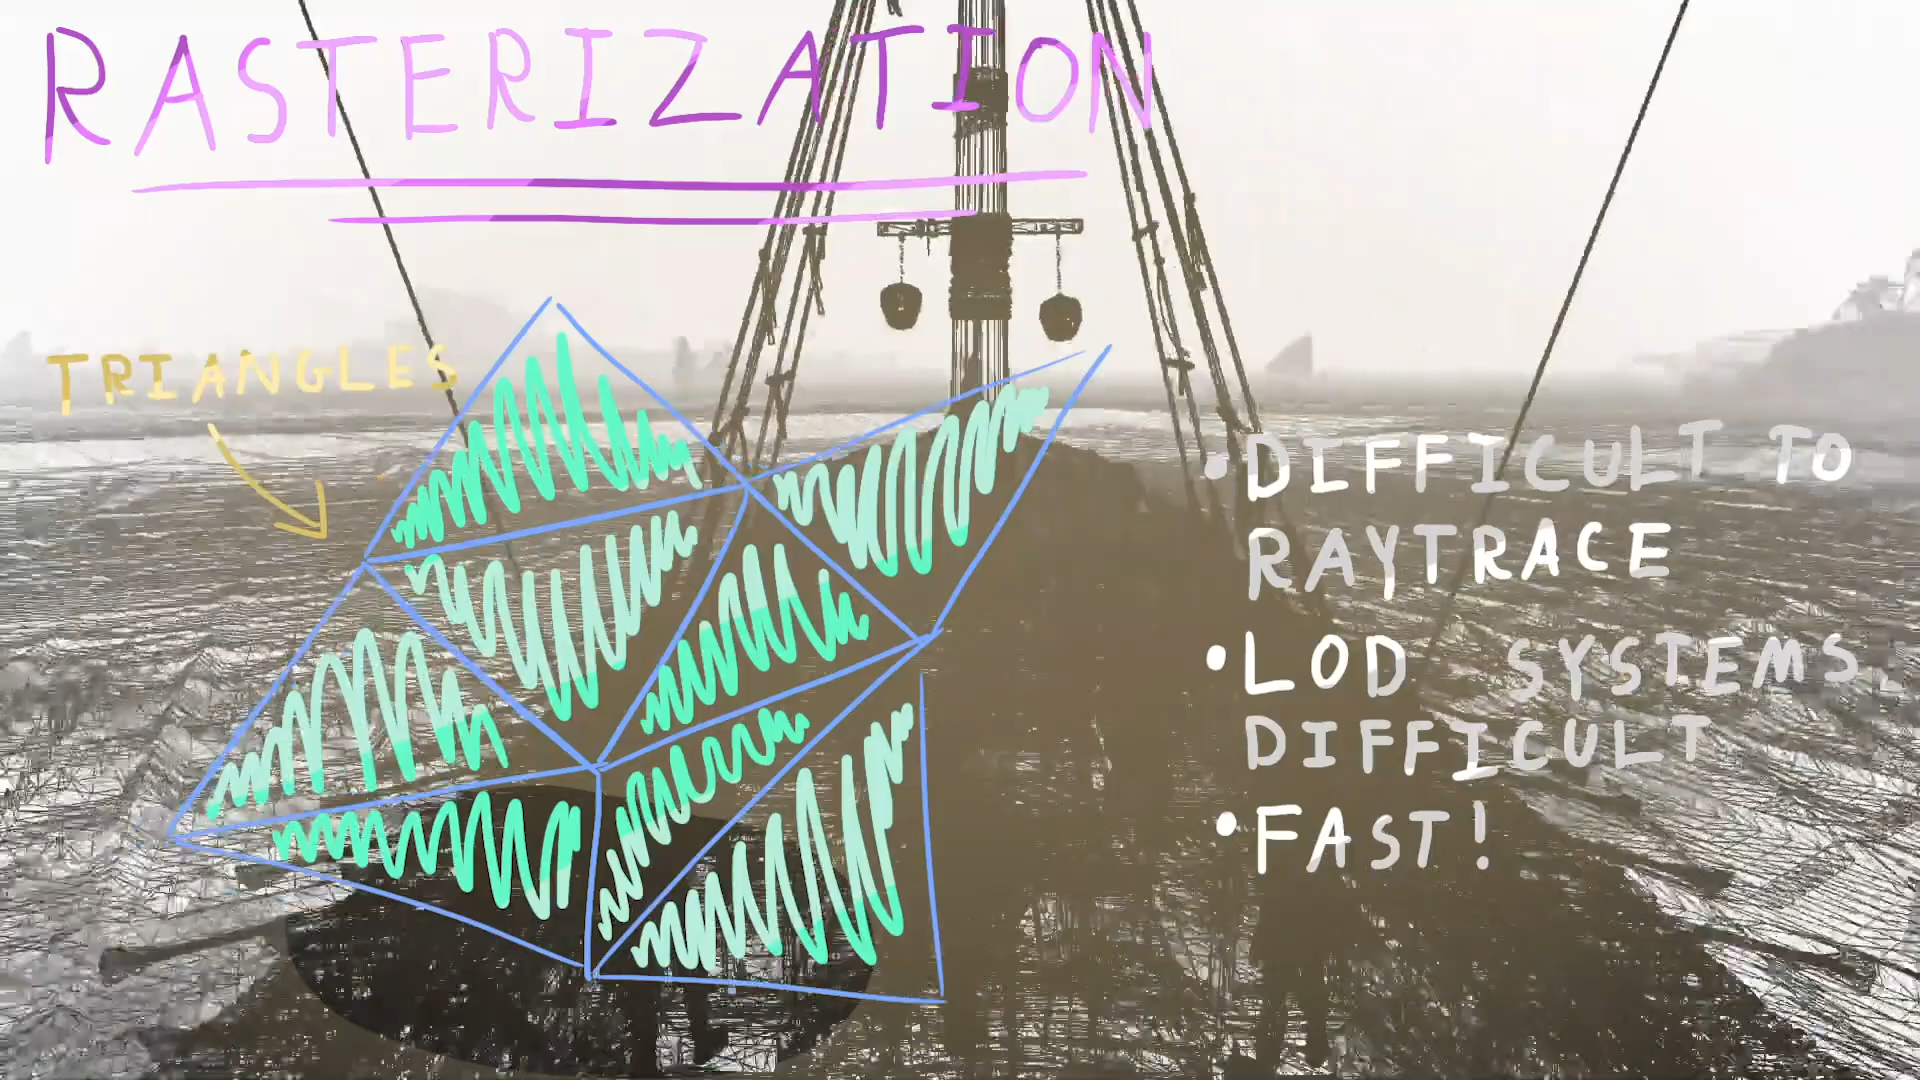 RASTERIZATION
TRIANGLES
• DIFFICULT TO
RAYTRACE
• LOD SYSTEMS
DIFFICULT
• FAST!